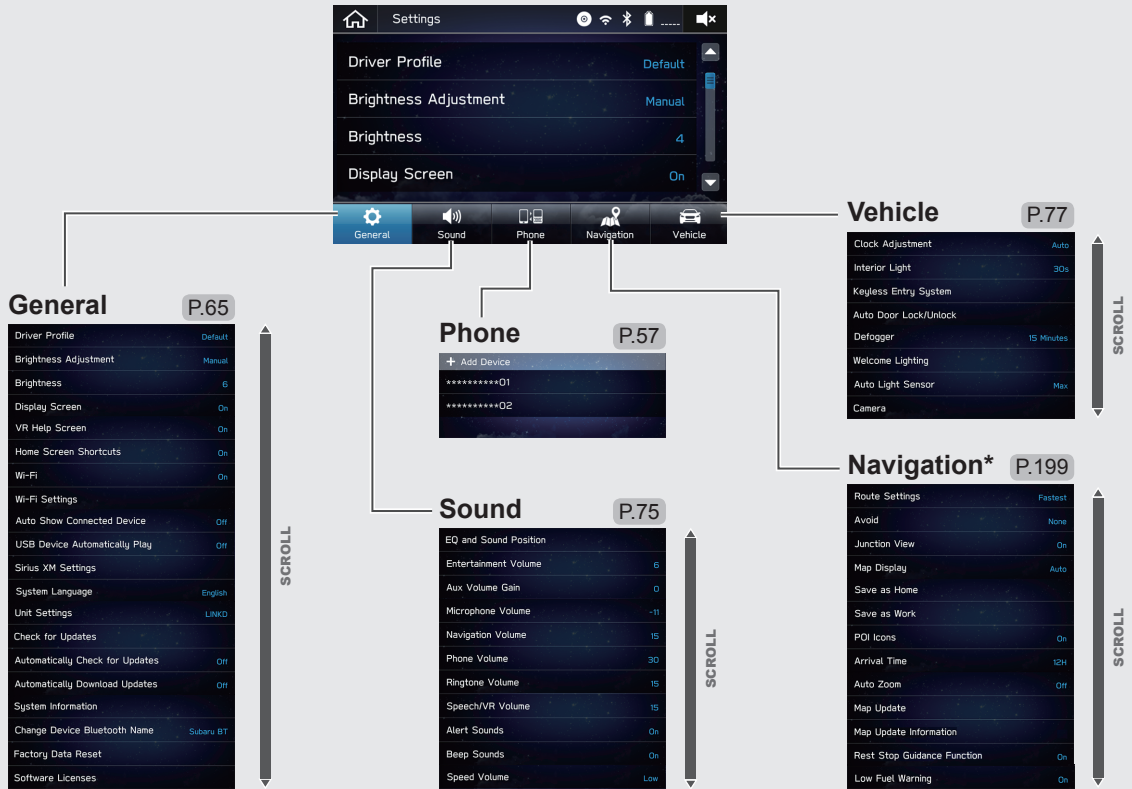 Settings -----
Driver Profile Default
Brightness Adjustment Manual
Brightness 4
Display Screen On
General Sound Phone Navigation Vehicle
General P.65
Driver Profile Default
Brightness Adjustment Manual
Brightness 6
Display Screen On
VR Help Screen On
Home Screen Shortcuts On
Wi-Fi On
Wi-Fi Settings
Auto Show Connected Device Off
USB Device Automatically Play Off
Sirius XM Settings
System Language English
Unit Settings LINKD
Check for Updates
Automatically Check for Updates Off
Automatically Download Updates Off
System Information
Change Device Bluetooth Name Subaru BT
Factory Data Reset
Software Licenses
SCROLL
Phone P.57
+ Add Device
**********01
**********02
Sound P.75
EQ and Sound Position
Entertainment Volume 6
Aux Volume Gain 0
Microphone Volume -11
Navigation Volume 15
Phone Volume 30
Ringtone Volume 15
Speech/VR Volume 15
Alert Sounds On
Beep Sounds On
Speed Volume Low
SCROLL
Vehicle P.77
Clock Adjustment Auto
Interior Light 30s
Keyless Entry System
Auto Door Lock/Unlock
Defogger 15 Minutes
Welcome Lighting
Auto Light Sensor Max
Camera
SCROLL
Navigation* P.199
Route Settings Fastest
Avoid None
Junction View On
Map Display Auto
Save as Home
Save as Work
POI Icons On
Arrival Time 12H
Auto Zoom Off
Map Update
Map Update Information
Rest Stop Guidance Function On
Low Fuel Warning On
SCROLL